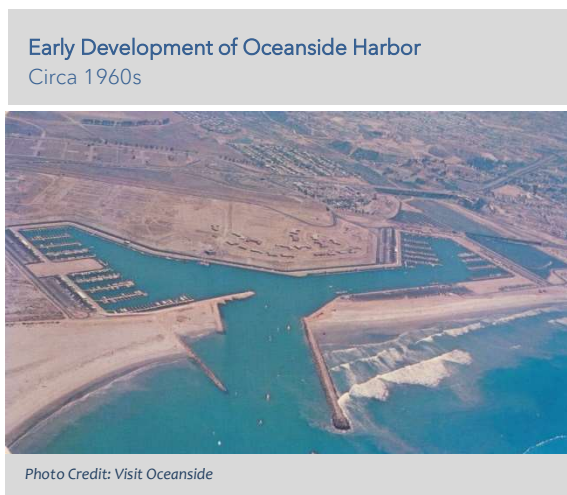 Early Development of Oceanside Harbor
Circa 1960s
Photo Credit: Visit Oceanside